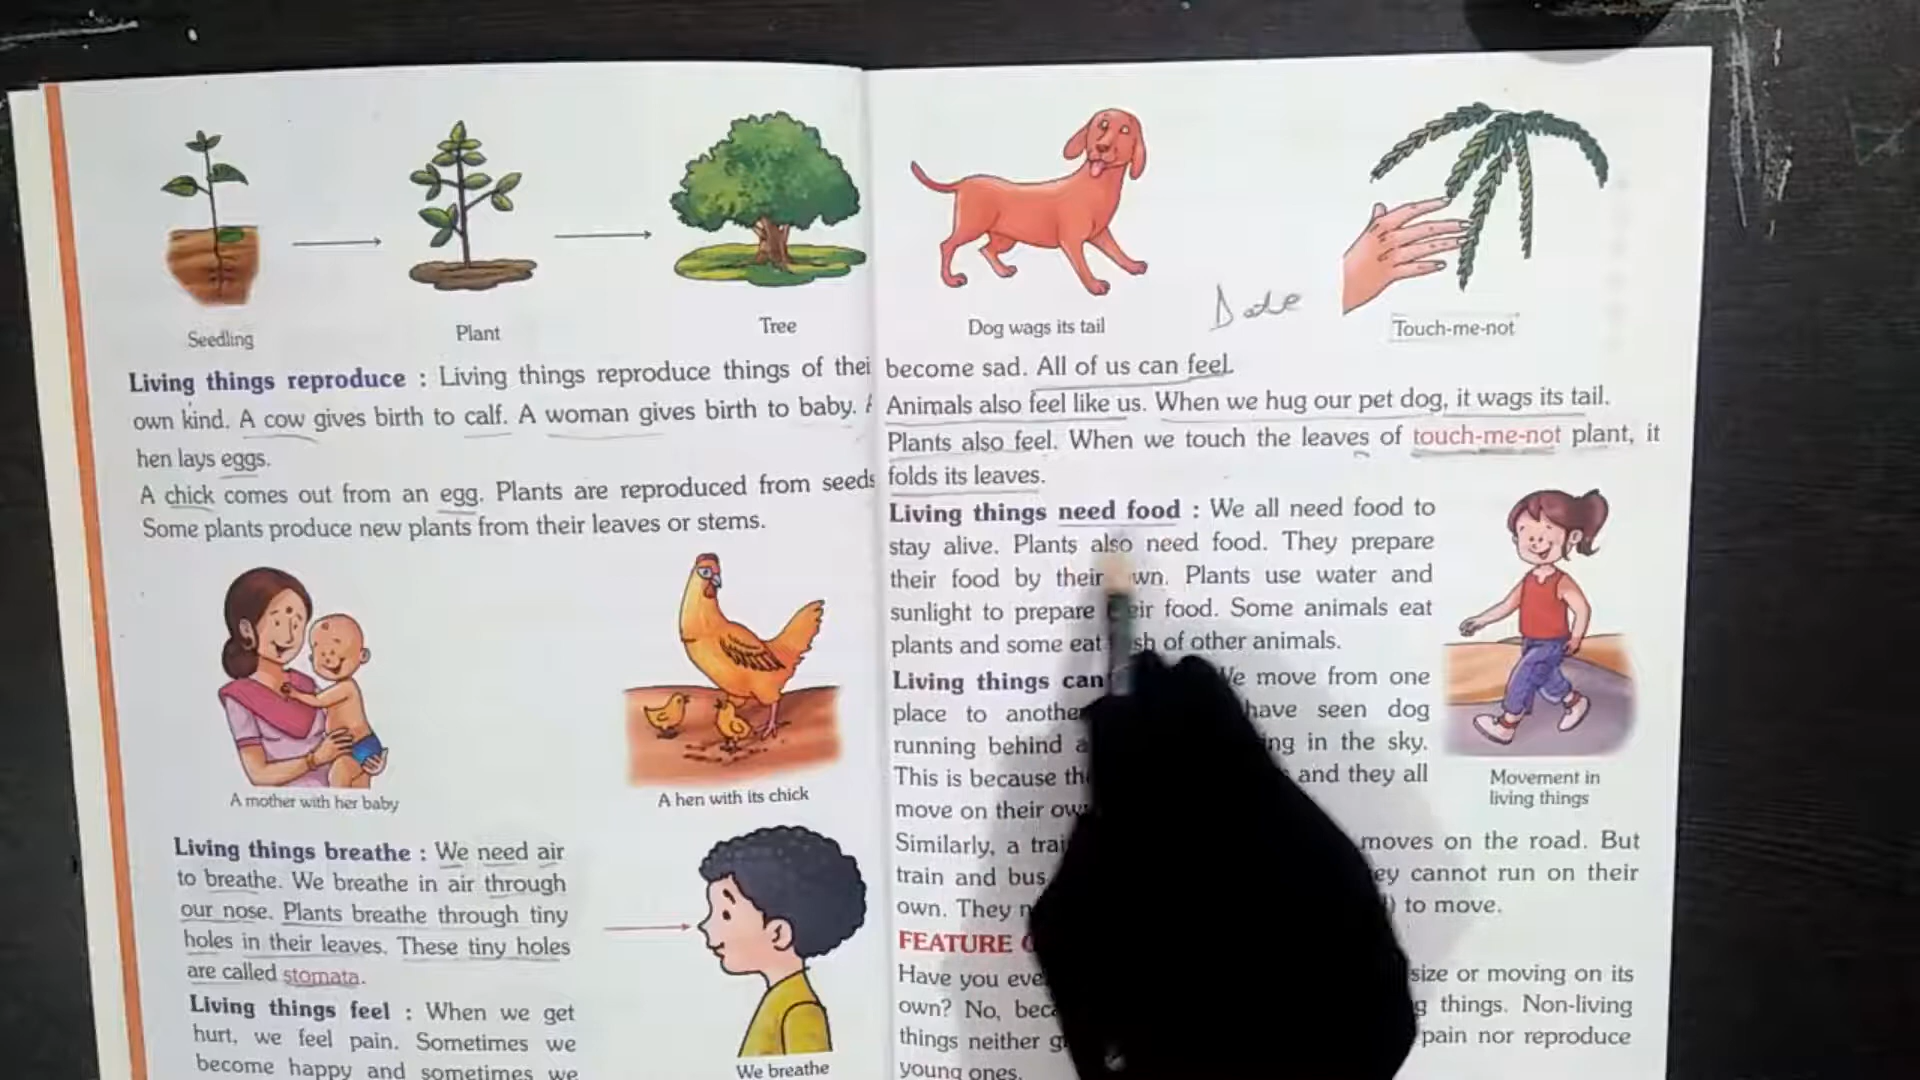 Seedling
Plant
Tree
Living things reproduce : Living things reproduce things of thei
own kind. A cow gives birth to calf. A woman gives birth to baby.
hen lays eggs.
A chick comes out from an egg. Plants are reproduced from seeds
Some plants produce new plants from their leaves or stems.
A mother with her baby
A hen with its chick
Living things breathe : We need air
to breathe. We breathe in air through
our nose. Plants breathe through tiny
holes in their leaves. These tiny holes
are called stomata.
Living things feel : When we get
hurt, we feel pain. Sometimes we
become happy and sometimes we
We breathe
Dog wags its tail
Date
Touch-me-not
become sad. All of us can feel.
Animals also feel like us. When we hug our pet dog, it wags its tail.
Plants also feel. When we touch the leaves of touch-me-not plant, it
folds its leaves.
Living things need food : We all need food to
stay alive. Plants also need food. They prepare
their food by their wn. Plants use water and
sunlight to prepare eir food. Some animals eat
plants and some eat sh of other animals.
Living things can We move from one
place to another have seen dog
running behind a ng in the sky.
This is because th and they all
move on their ow
Movement in
living things
Similarly, a trai moves on the road. But
train and bus ey cannot run on their
own. They n ) to move.
FEATURE
Have you eve size or moving on its
own? No, beca g things. Non-living
things neither g pain nor reproduce
young ones.